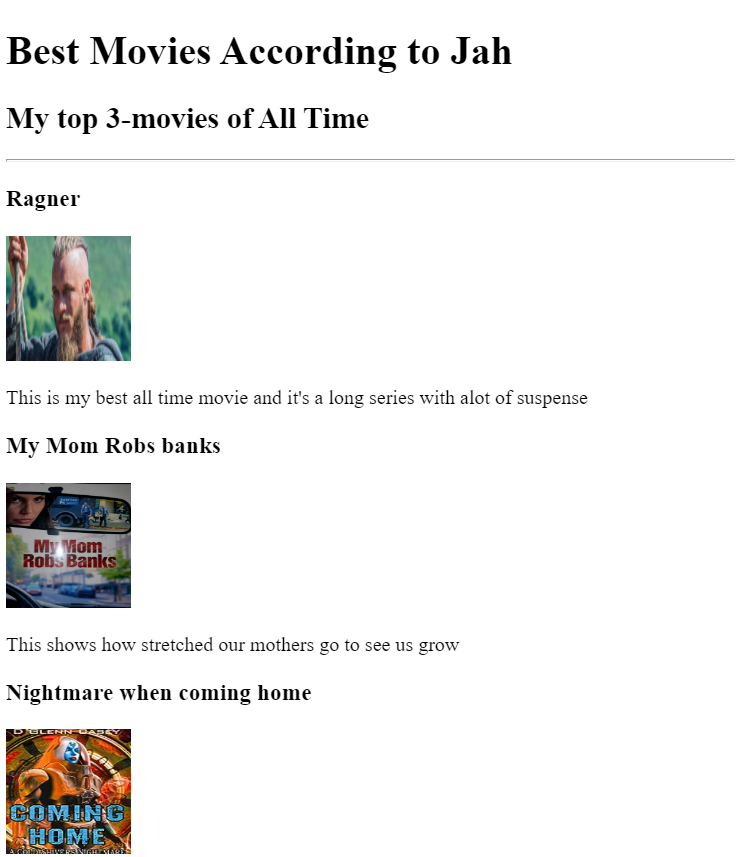 Best Movies According to Jah
My top 3-movies of All Time
Ragner
This is my best all time movie and it's a long series with alot of suspense
My Mom Robs banks
My Mom
Robs Banks
This shows how stretched our mothers go to see us grow
Nightmare when coming home
D GLENN CASEY
COMING
HOME